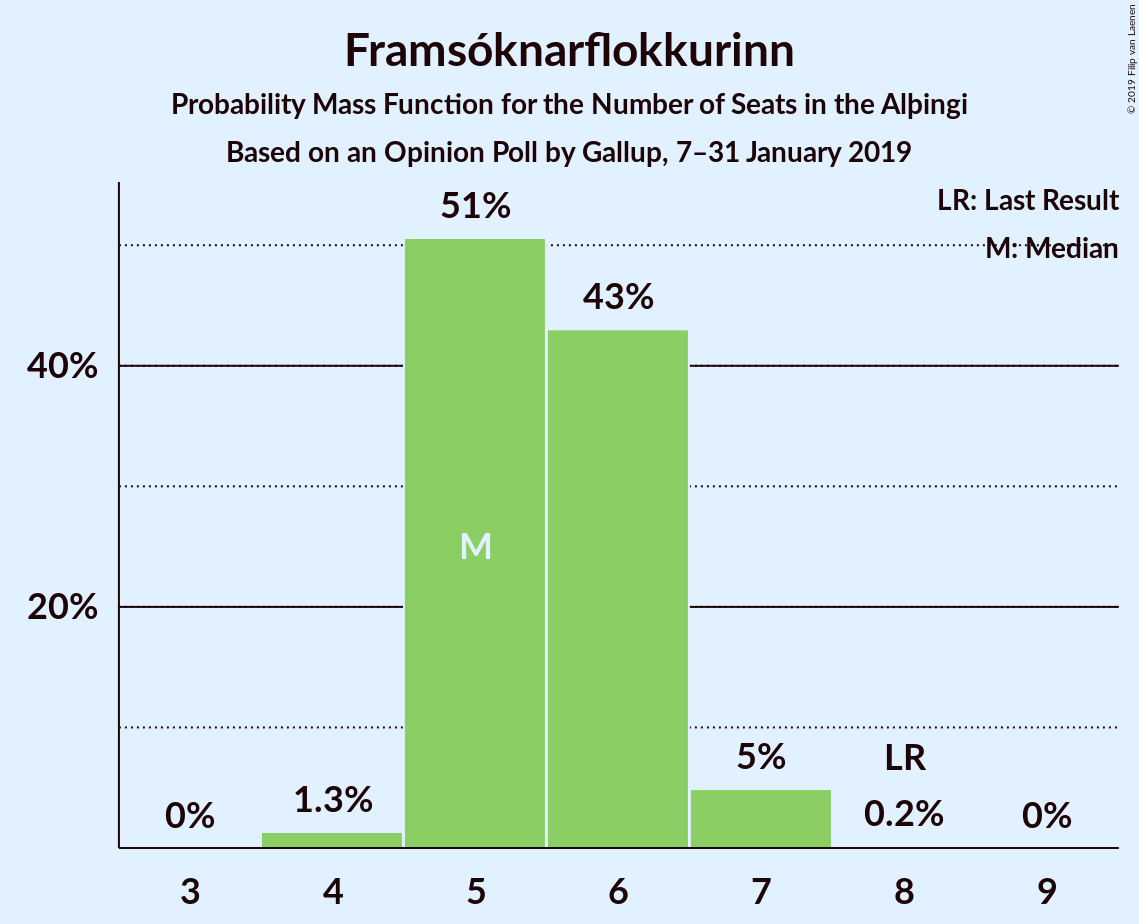 Framsóknarflokkurinn
Probability Mass Function for the Number of Seats in the Alþingi
Based on an Opinion Poll by Gallup, 7–31 January 2019
© 2019 Filip van Laenen
LR: Last Result
M: Median
51%
43%
40%
M
20%
5%
LR
0%
1.3%
0.2%
0%
3 4 5 6 7 8 9